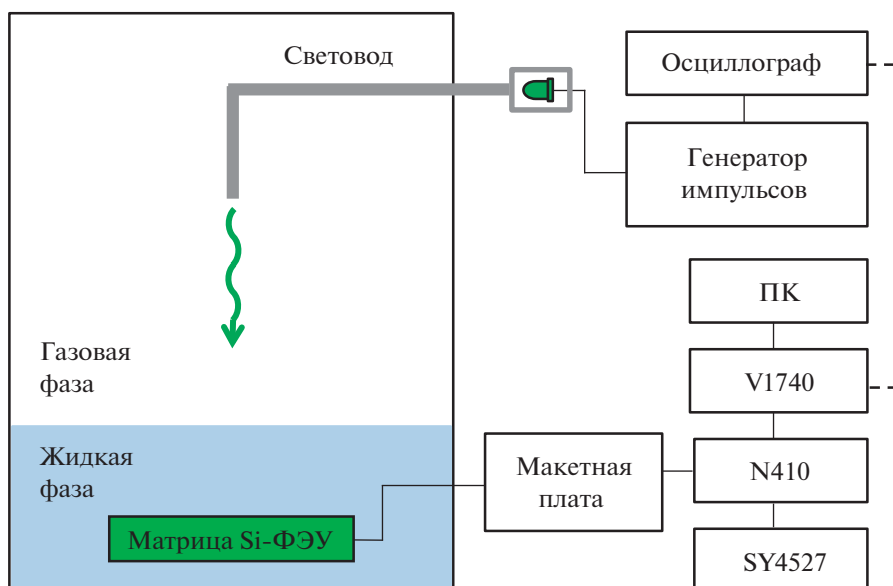 Световод
Осциллограф
Генератор
импульсов
ПК
Газовая
фаза
V1740
Жидкая
фаза
Макетная
плата
N410
Матрица Si-ФЭУ
SY4527